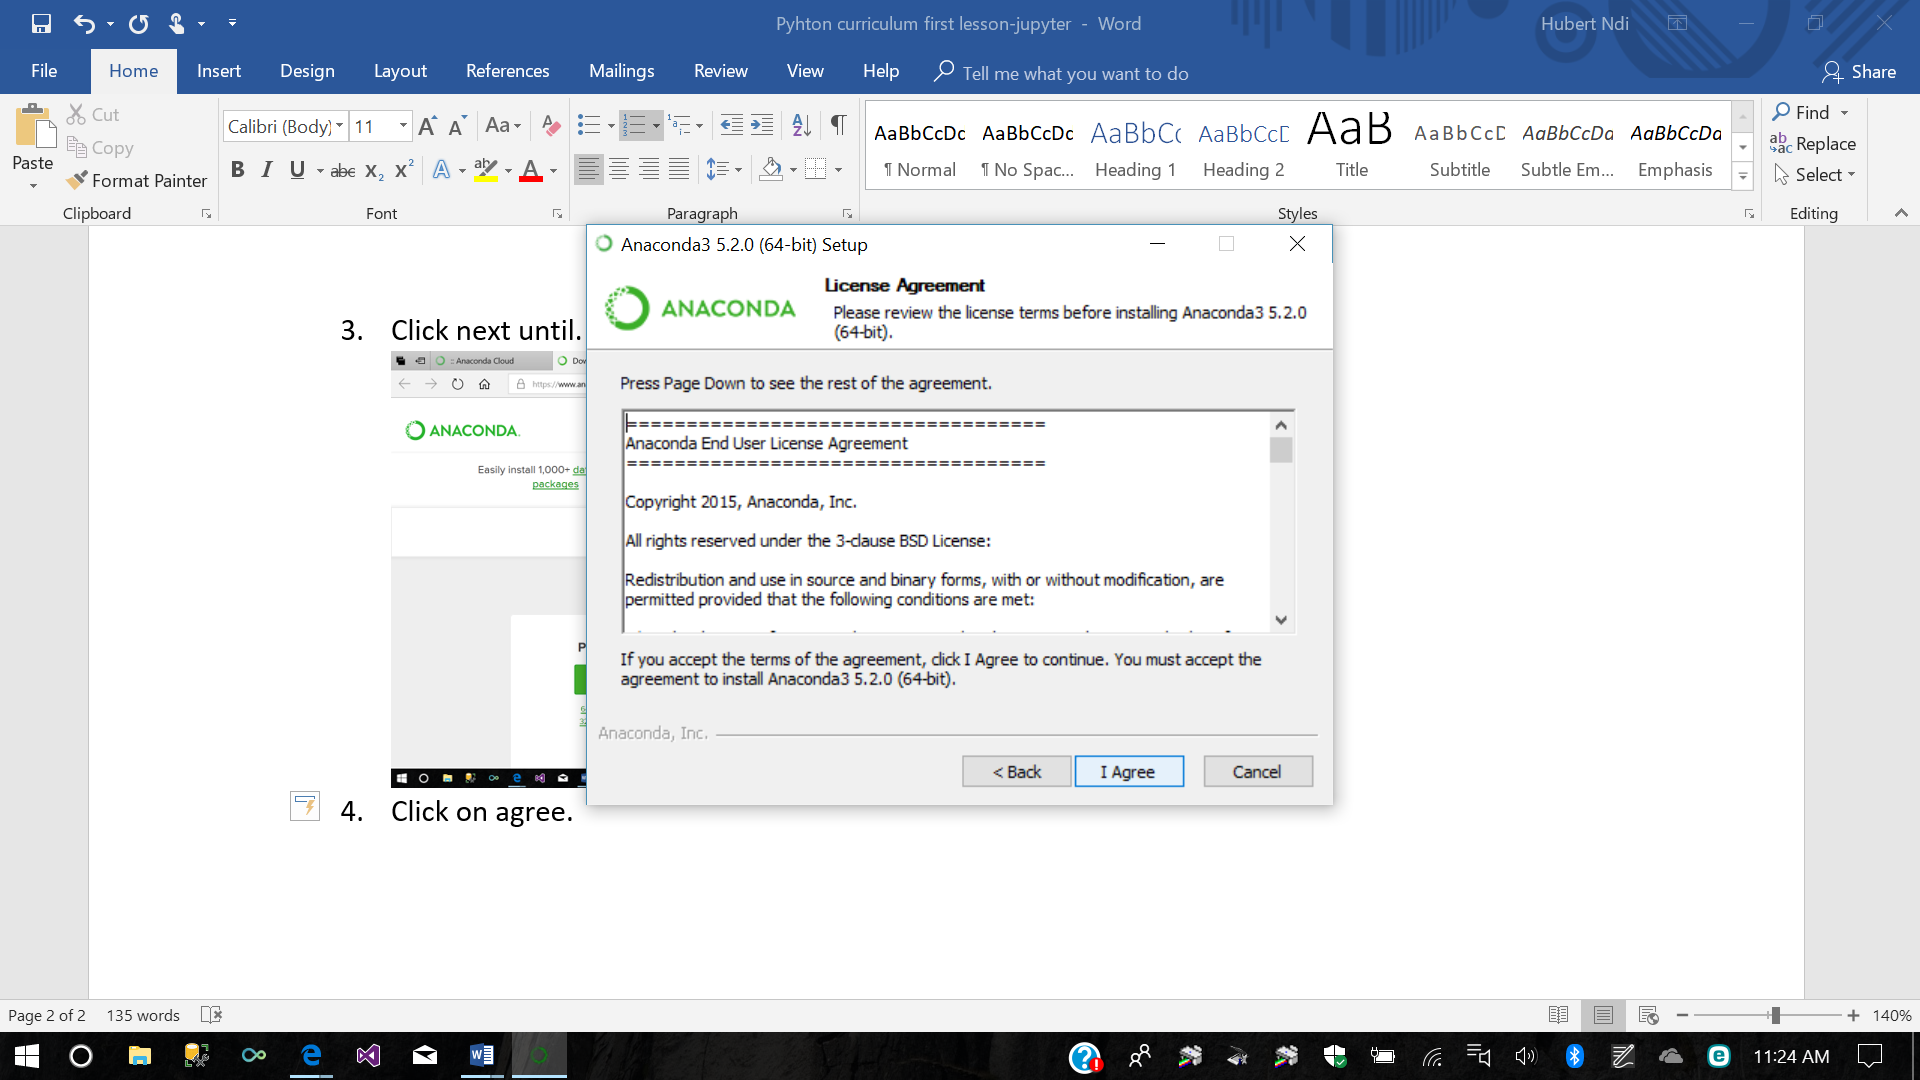 Pyhton curriculum first lesson-jupyter - Word
Hubert Ndi
File
Home
Insert
Design
Layout
References
Mailings
Review
View
Help
Tell me what you want to do
Share
Paste
Cut
Copy
Format Painter
Clipboard
Calibri (Body)
11
Font
Paragraph
AaBbCcDc
¶ Normal
AaBbCcDc
¶ No Spac...
AaBbC
Heading 1
AaBbCcE
Heading 2
AaB
Title
AaBbCcD
Subtitle
AaBbCcDa
Subtle Em...
AaBbCcDa
Emphasis
Styles
Find
Replace
Select
Editing
3. Click next until.
Anaconda Cloud
https://www.an
ANACONDA.
Easily install 1,000+ da
packages
4. Click on agree.
Anaconda3 5.2.0 (64-bit) Setup
ANACONDA
License Agreement
Please review the license terms before installing Anaconda3 5.2.0
(64-bit).
Press Page Down to see the rest of the agreement.
===================================
Anaconda End User License Agreement
===================================
Copyright 2015, Anaconda, Inc.
All rights reserved under the 3-clause BSD License:
Redistribution and use in source and binary forms, with or without modification, are
permitted provided that the following conditions are met:
If you accept the terms of the agreement, click I Agree to continue. You must accept the
agreement to install Anaconda3 5.2.0 (64-bit).
Anaconda, Inc.
< Back
I Agree
Cancel
Page 2 of 2
135 words
140%
11:24 AM